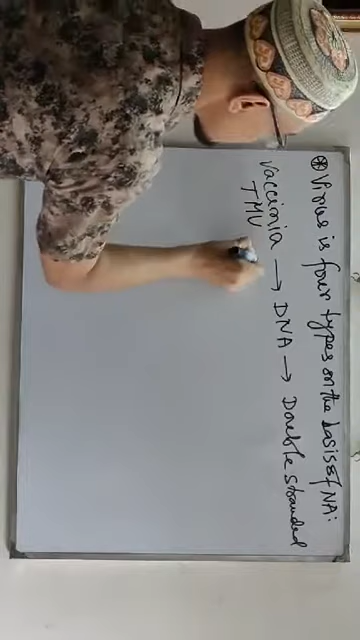 ⊛ Virus is four types on the basis of NA:
Vaccinia → DNA → Double stranded
TMV